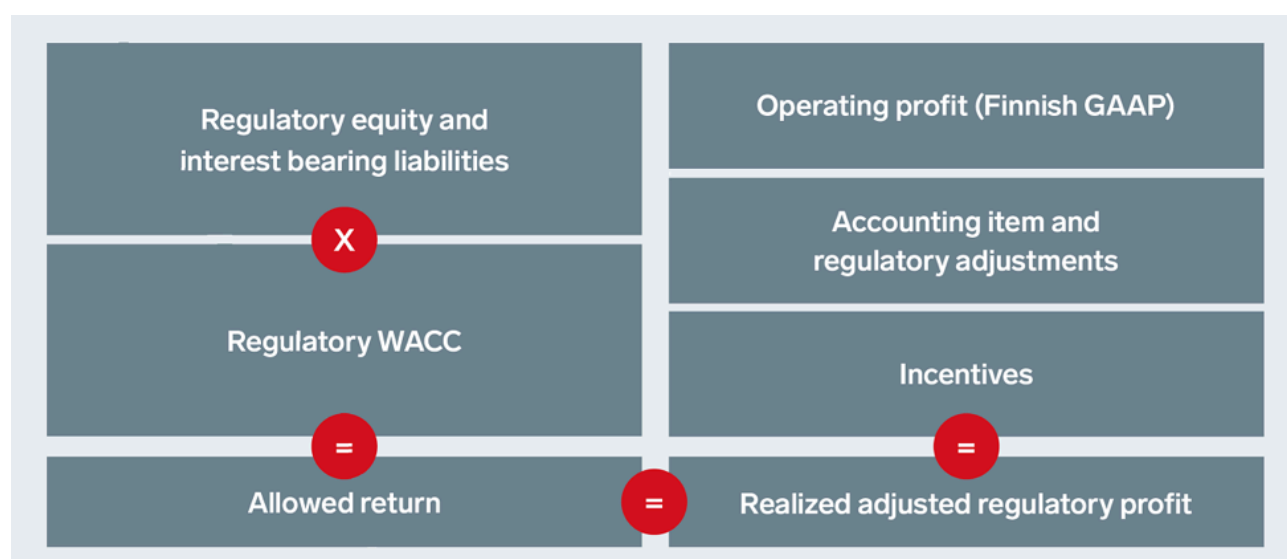 Regulatory equity and
interest bearing liabilities
X
Regulatory WACC
=
Allowed return
=
Operating profit (Finnish GAAP)
Accounting item and
regulatory adjustments
Incentives
=
Realized adjusted regulatory profit